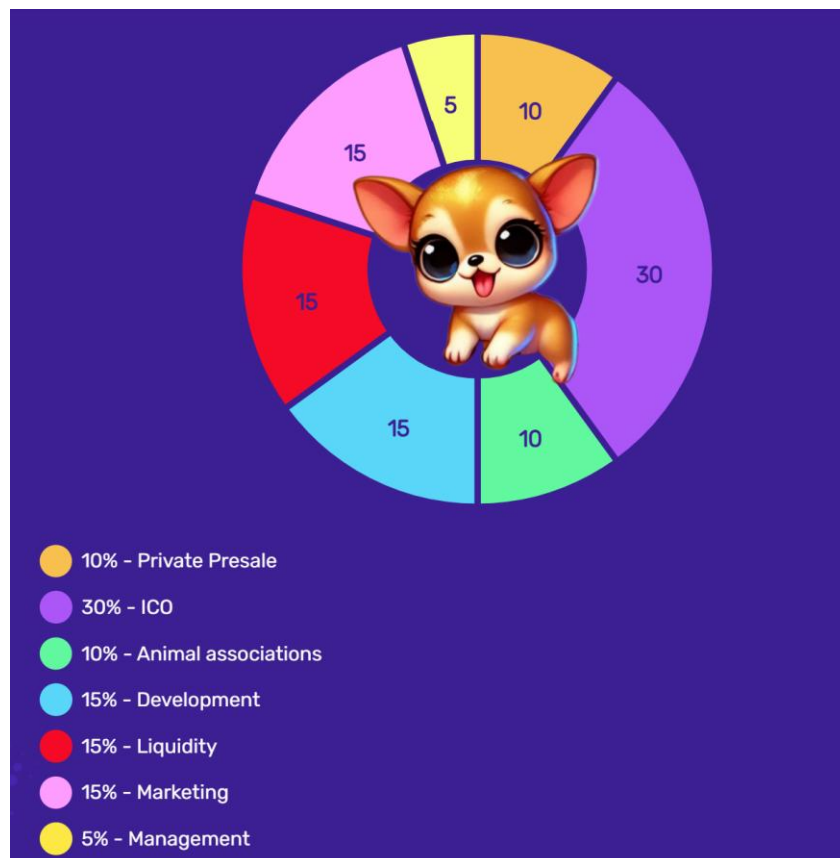 5
10
15
30
15
15
10
10% - Private Presale
30% - ICO
10% - Animal associations
15% - Development
15% - Liquidity
15% - Marketing
5% - Management